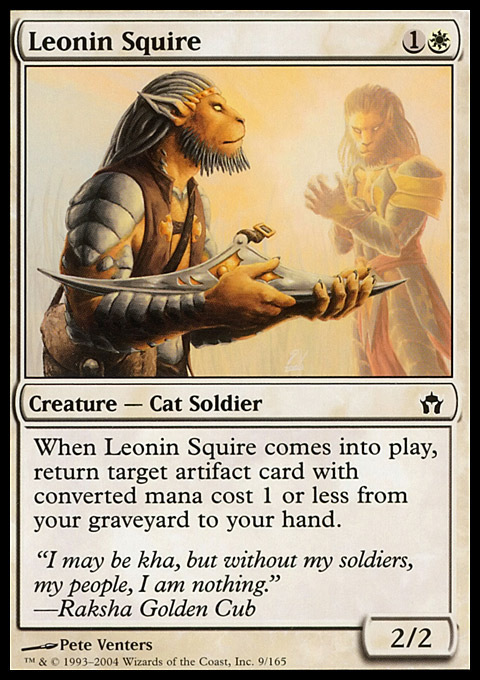 Leonin Squire 1
Creature — Cat Soldier
When Leonin Squire comes into play,
return target artifact card with
converted mana cost 1 or less from
your graveyard to your hand.
“I may be kha, but without my soldiers,
my people, I am nothing.”
—Raksha Golden Cub
Pete Venters
2/2
™ & © 1993–2004 Wizards of the Coast, Inc. 9/165